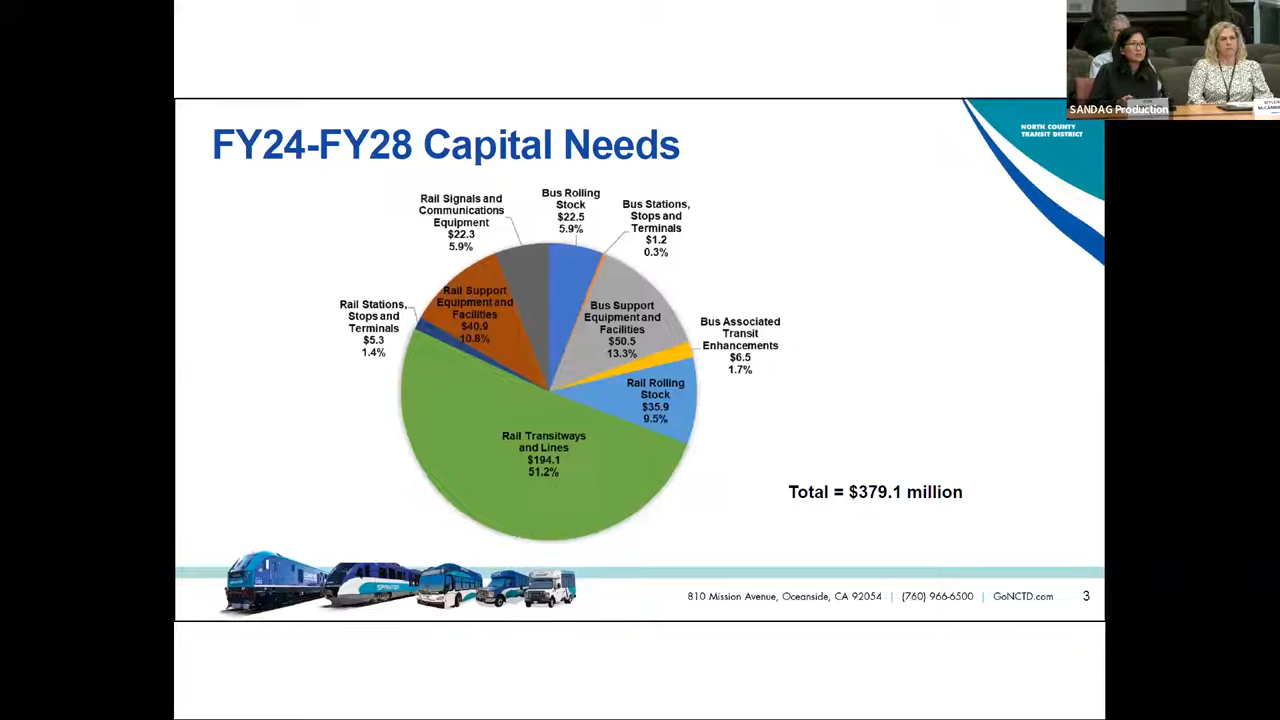 SANDAG Production
NORTH COUNTY
TRANSIT DISTRICT
FY24-FY28 Capital Needs
Rail Signals and
Communications
Equipment
$22.3
5.9%
Bus Rolling
Stock
$22.5
5.9%
Bus Stations,
Stops and
Terminals
$1.2
0.3%
Rail Stations,
Stops and
Terminals
$5.3
1.4%
Rail Support
Equipment and
Facilities
$40.9
10.8%
Bus Support
Equipment and
Facilities
$50.5
13.3%
Bus Associated
Transit
Enhancements
$6.5
1.7%
Rail Rolling
Stock
$35.9
9.5%
Rail Transitways
and Lines
$194.1
51.2%
Total = $379.1 million
SPRINTER
810 Mission Avenue, Oceanside, CA 92054 | (760) 966-6500 | GoNCTD.com
3